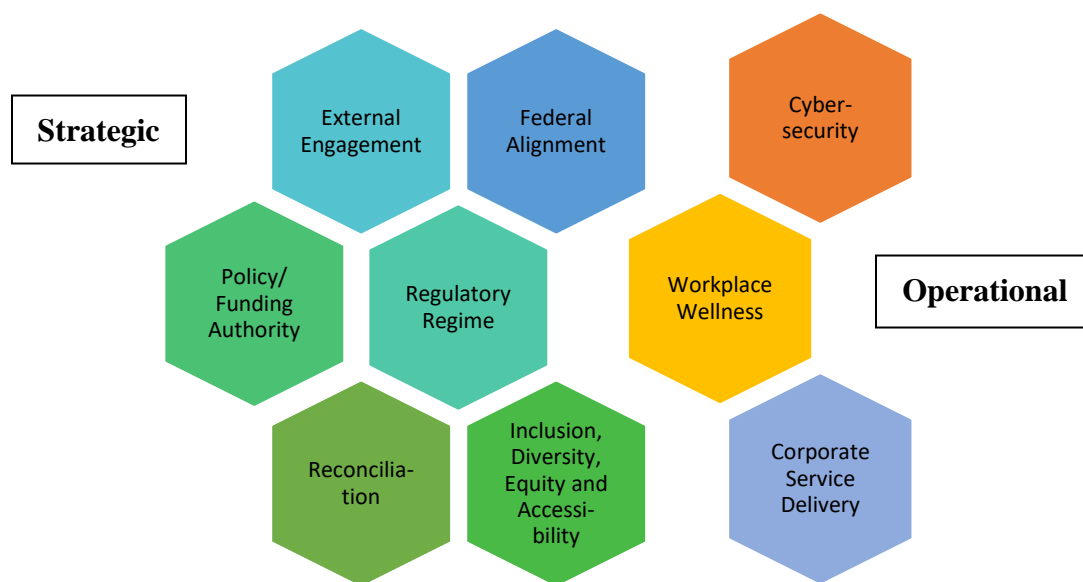 Strategic
External
Engagement
Federal
Alignment
Cyber-
security
Policy/
Funding
Authority
Regulatory
Regime
Workplace
Wellness
Operational
Reconcilia-
tion
Inclusion,
Diversity,
Equity and
Accessi-
bility
Corporate
Service
Delivery